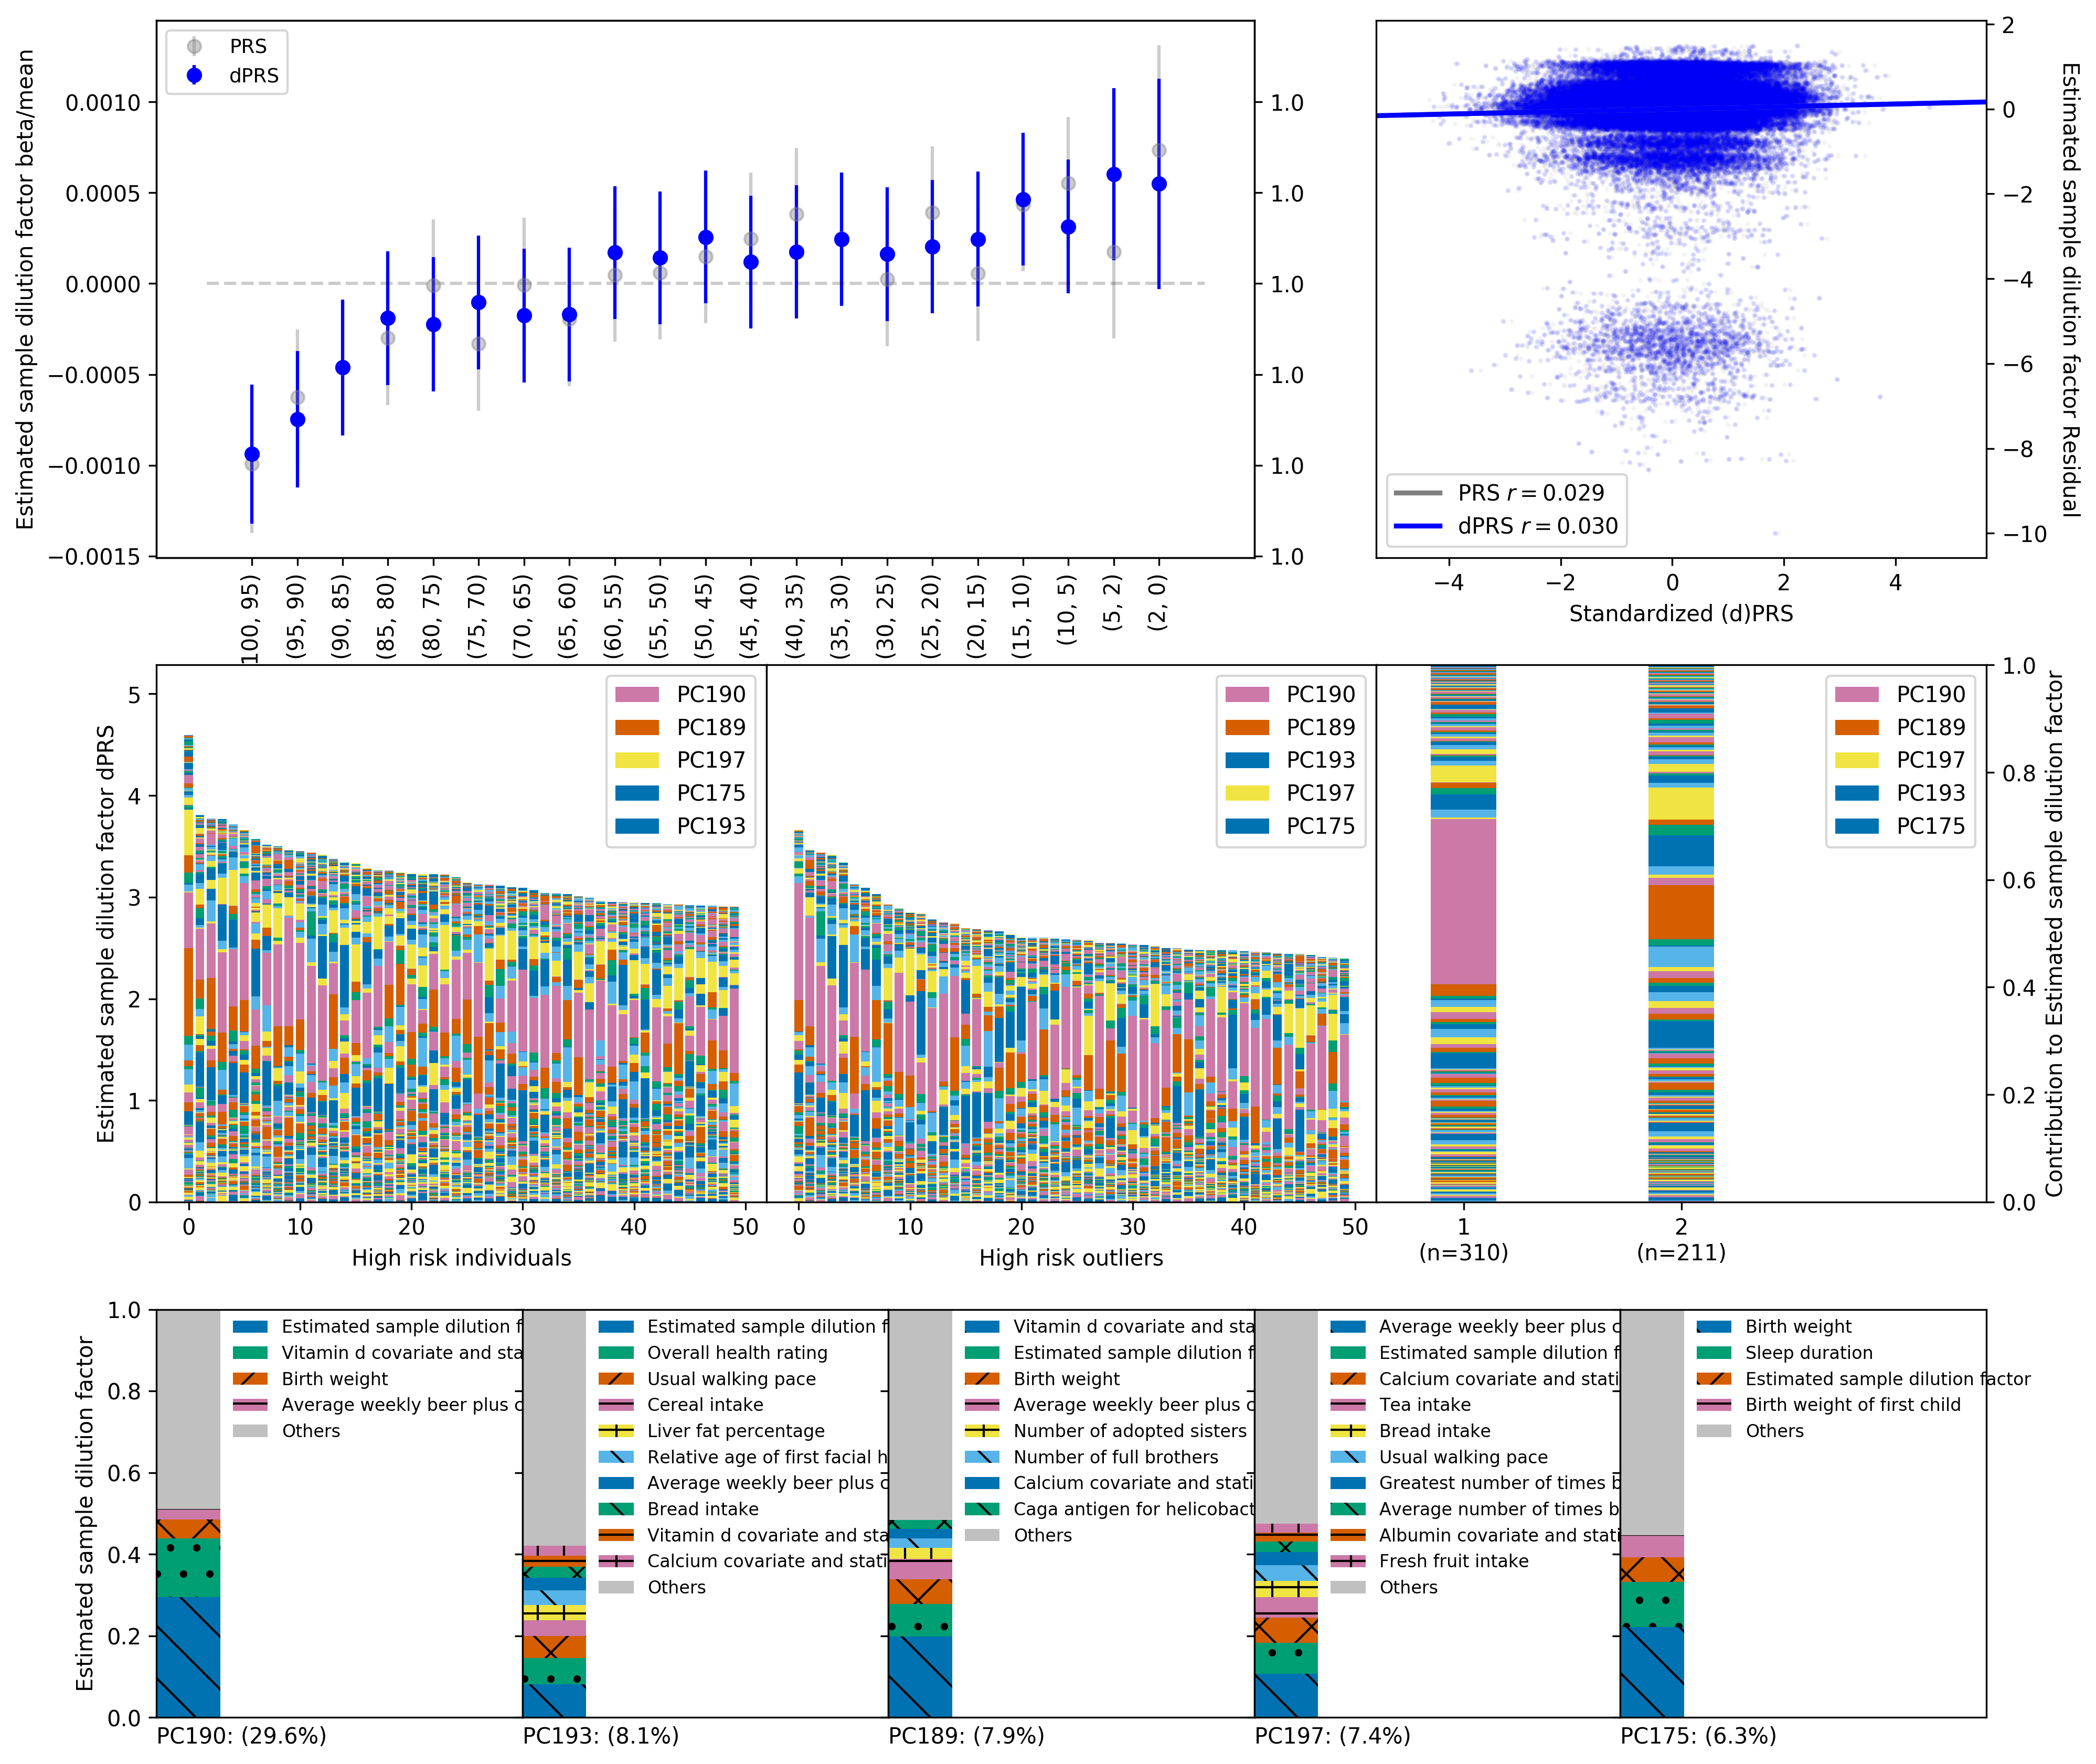 Estimated sample dilution factor beta/mean
PRS
dPRS
0.0010
0.0005
0.0000
−0.0005
−0.0010
−0.0015
1.0
1.0
1.0
1.0
1.0
1.0
100, 95)
(95, 90)
(90, 85)
(85, 80)
(80, 75)
(75, 70)
(70, 65)
(65, 60)
(60, 55)
(55, 50)
(50, 45)
(45, 40)
(40, 35)
(35, 30)
(30, 25)
(25, 20)
(20, 15)
(15, 10)
(10, 5)
(5, 2)
(2, 0)
2
0
−2
−4
−6
−8
−10
Estimated sample dilution factor Residual
PRS r = 0.029
dPRS r = 0.030
−4 −2 0 2 4
Standardized (d)PRS
Estimated sample dilution factor dPRS
5
4
3
2
1
0
PC190
PC189
PC197
PC175
PC193
0 10 20 30 40 50
High risk individuals
PC190
PC189
PC193
PC197
PC175
0 10 20 30 40 50
High risk outliers
PC190
PC189
PC197
PC193
PC175
1
(n=310)
2
(n=211)
1.0
0.8
0.6
0.4
0.2
0.0
Contribution to Estimated sample dilution factor
Estimated sample dilution factor
1.0
0.8
0.6
0.4
0.2
0.0
Estimated sample dilution f
Vitamin d covariate and sta
Birth weight
Average weekly beer plus c
Others
PC190: (29.6%)
Estimated sample dilution f
Overall health rating
Usual walking pace
Cereal intake
Liver fat percentage
Relative age of first facial h
Average weekly beer plus c
Bread intake
Vitamin d covariate and sta
Calcium covariate and stati
Others
PC193: (8.1%)
Vitamin d covariate and sta
Estimated sample dilution f
Birth weight
Average weekly beer plus c
Number of adopted sisters
Number of full brothers
Calcium covariate and stati
Caga antigen for helicobact
Others
PC189: (7.9%)
Average weekly beer plus c
Estimated sample dilution f
Calcium covariate and stati
Tea intake
Bread intake
Usual walking pace
Greatest number of times b
Average number of times b
Albumin covariate and stati
Fresh fruit intake
Others
PC197: (7.4%)
Birth weight
Sleep duration
Estimated sample dilution factor
Birth weight of first child
Others
PC175: (6.3%)